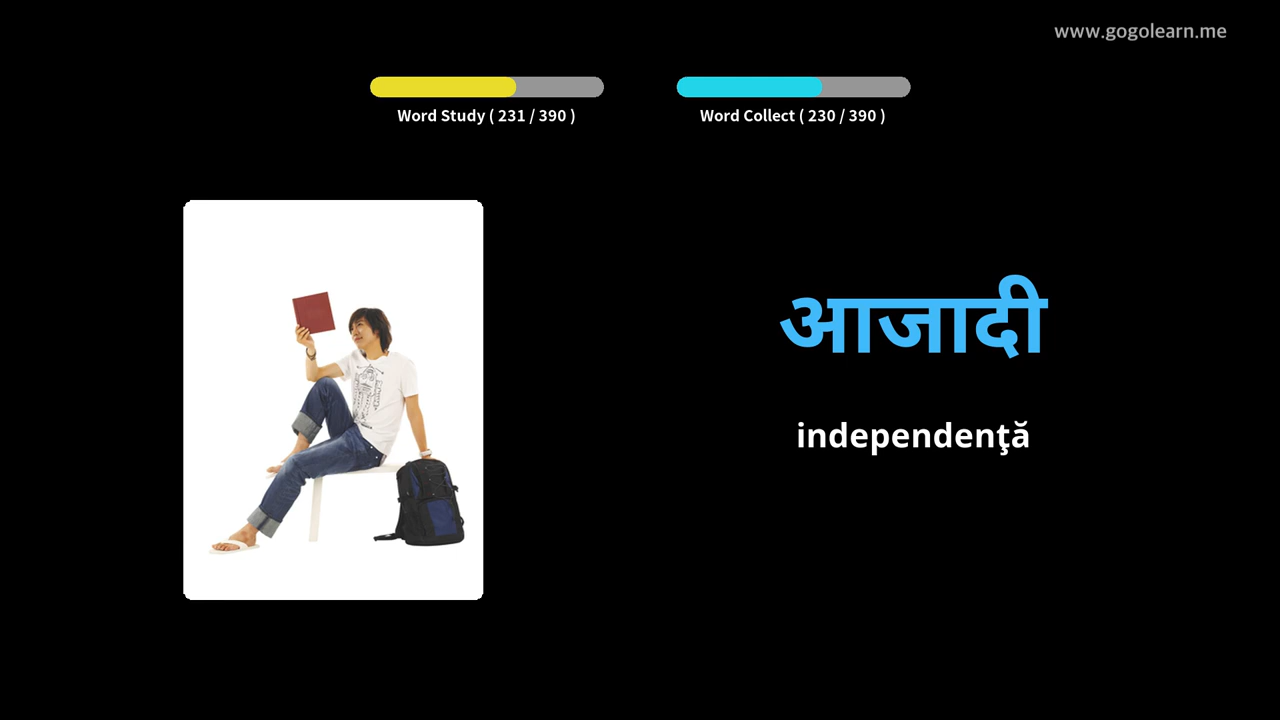 www.gogolearn.me
Word Study ( 231 / 390 )
Word Collect ( 230 / 390 )
आजादी
independenţă